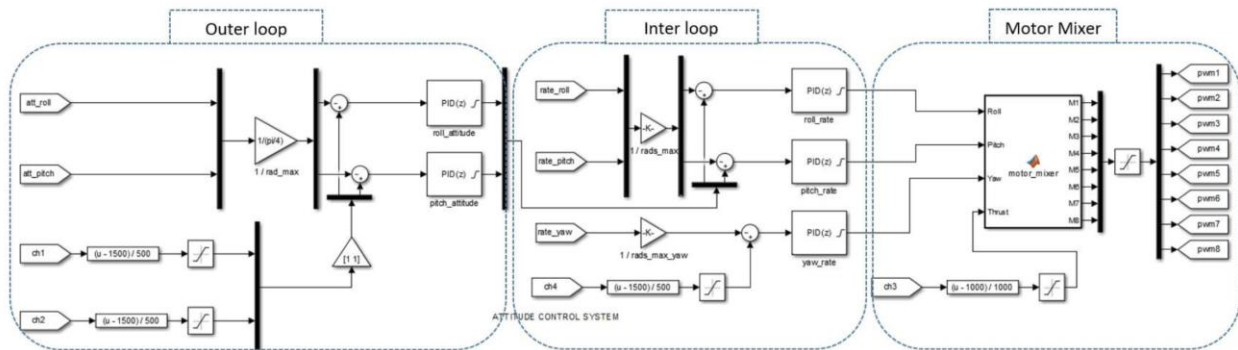 Outer loop
Inter loop
Motor Mixer
att_roll
att_pitch
1/(pi/4)
1 / rad_max
PID(z)
roll_attitude
PID(z)
pitch_attitude
ch1
(u - 1500) / 500
[1 1]
ch2
(u - 1500) / 500
rate_roll
rate_pitch
-K-
1 / rads_max
PID(z)
roll_rate
PID(z)
pitch_rate
rate_yaw
-K-
1 / rads_max_yaw
PID(z)
yaw_rate
ch4
(u - 1500) / 500
ATTITUDE CONTROL SYSTEM
Roll
Pitch
Yaw
Thrust
motor_mixer
M1
M2
M3
M4
M5
M6
M7
M8
ch3
(u - 1000) / 1000
pwm1
pwm2
pwm3
pwm4
pwm5
pwm6
pwm7
pwm8